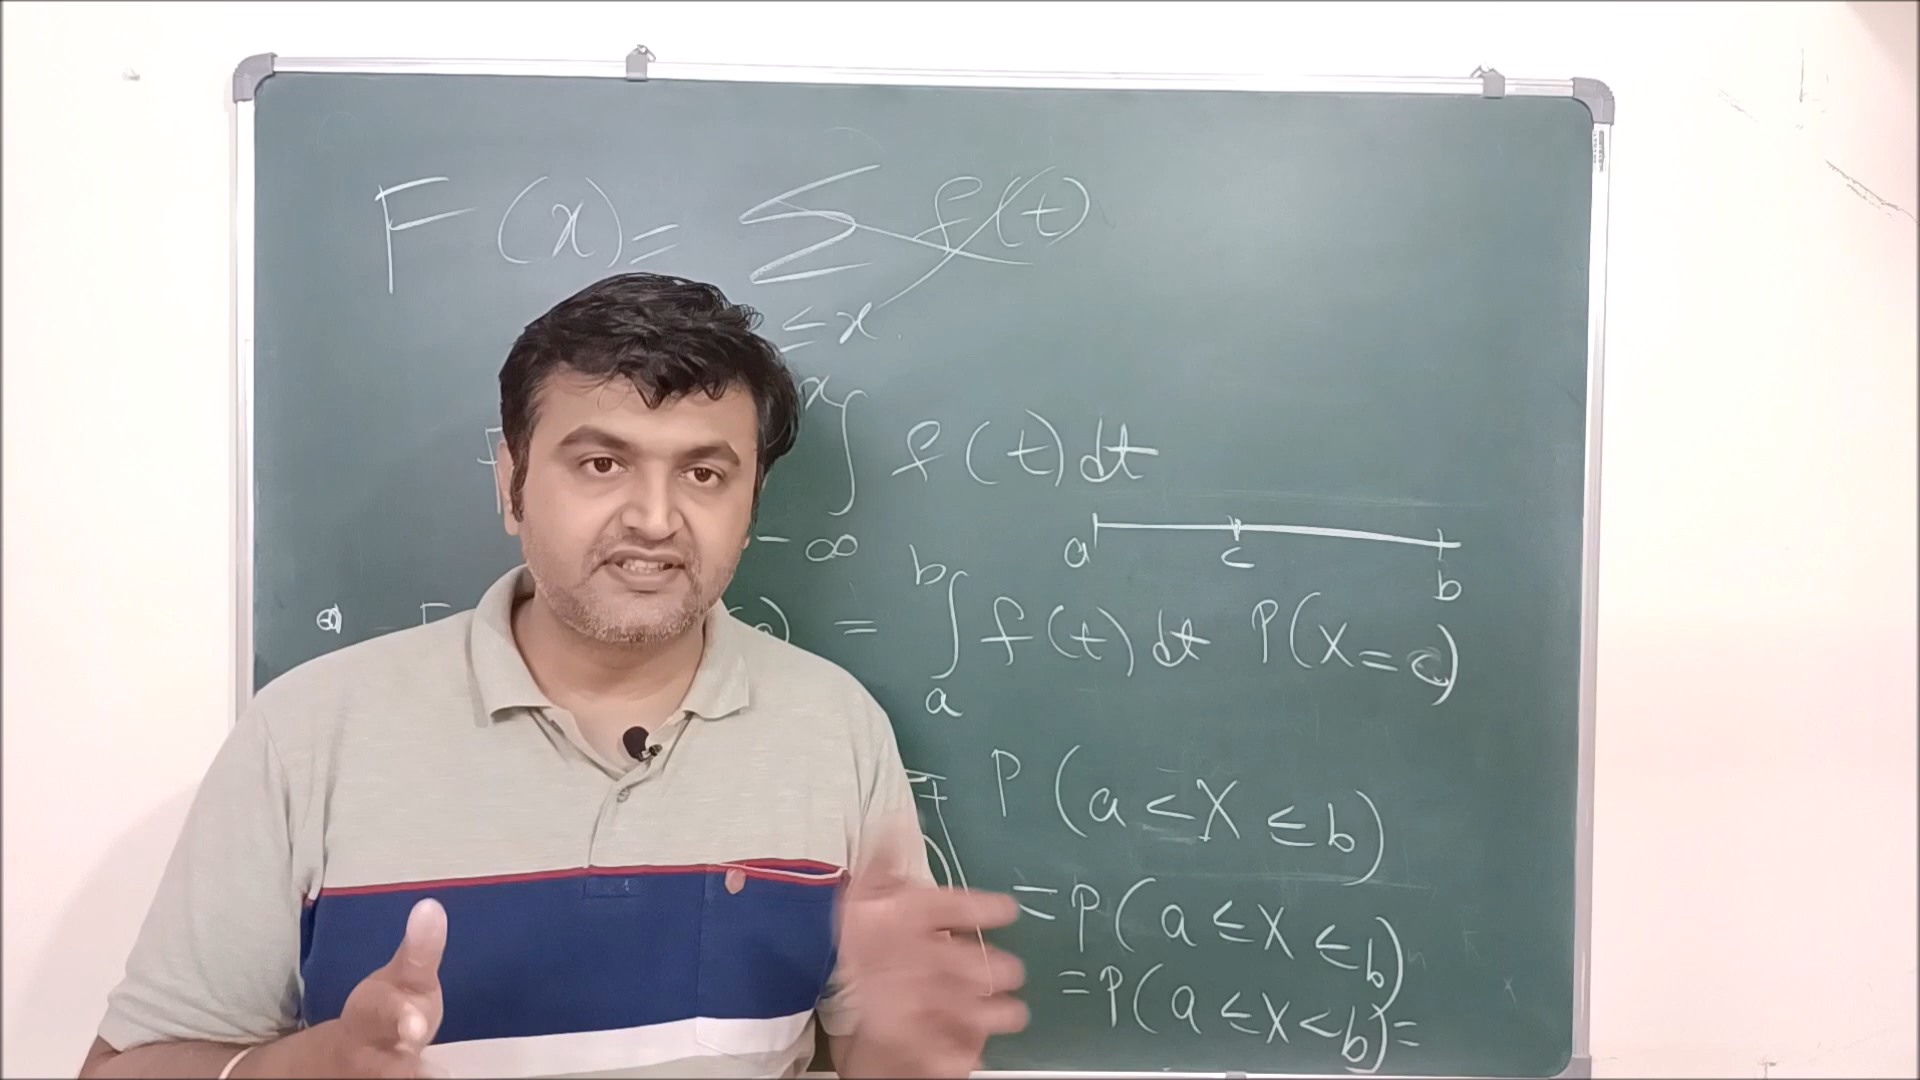 F(x) = Σ f(t)
≤ x
x
∫ f(t) dt
- ∞
a c b
b
= ∫ f(t) dt P(X = c)
a
P(a < X ≤ b)
= P(a ≤ X ≤ b)
= P(a ≤ X < b) =